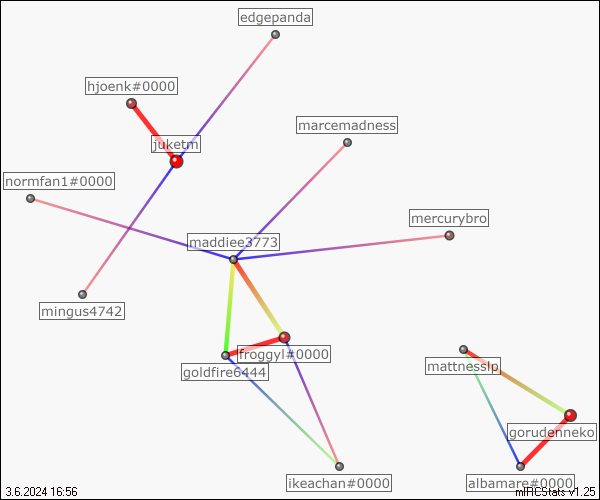 edgepanda
hjoenk#0000
marcemadness
juketm
normfan1#0000
mercurybro
maddiee3773
mingus4742
froggyl#0000
goldfire6444
mattnesslp
gorudenneko
ikeachan#0000
albamare#0000
3.6.2024 16:56
mIRCStats v1.25